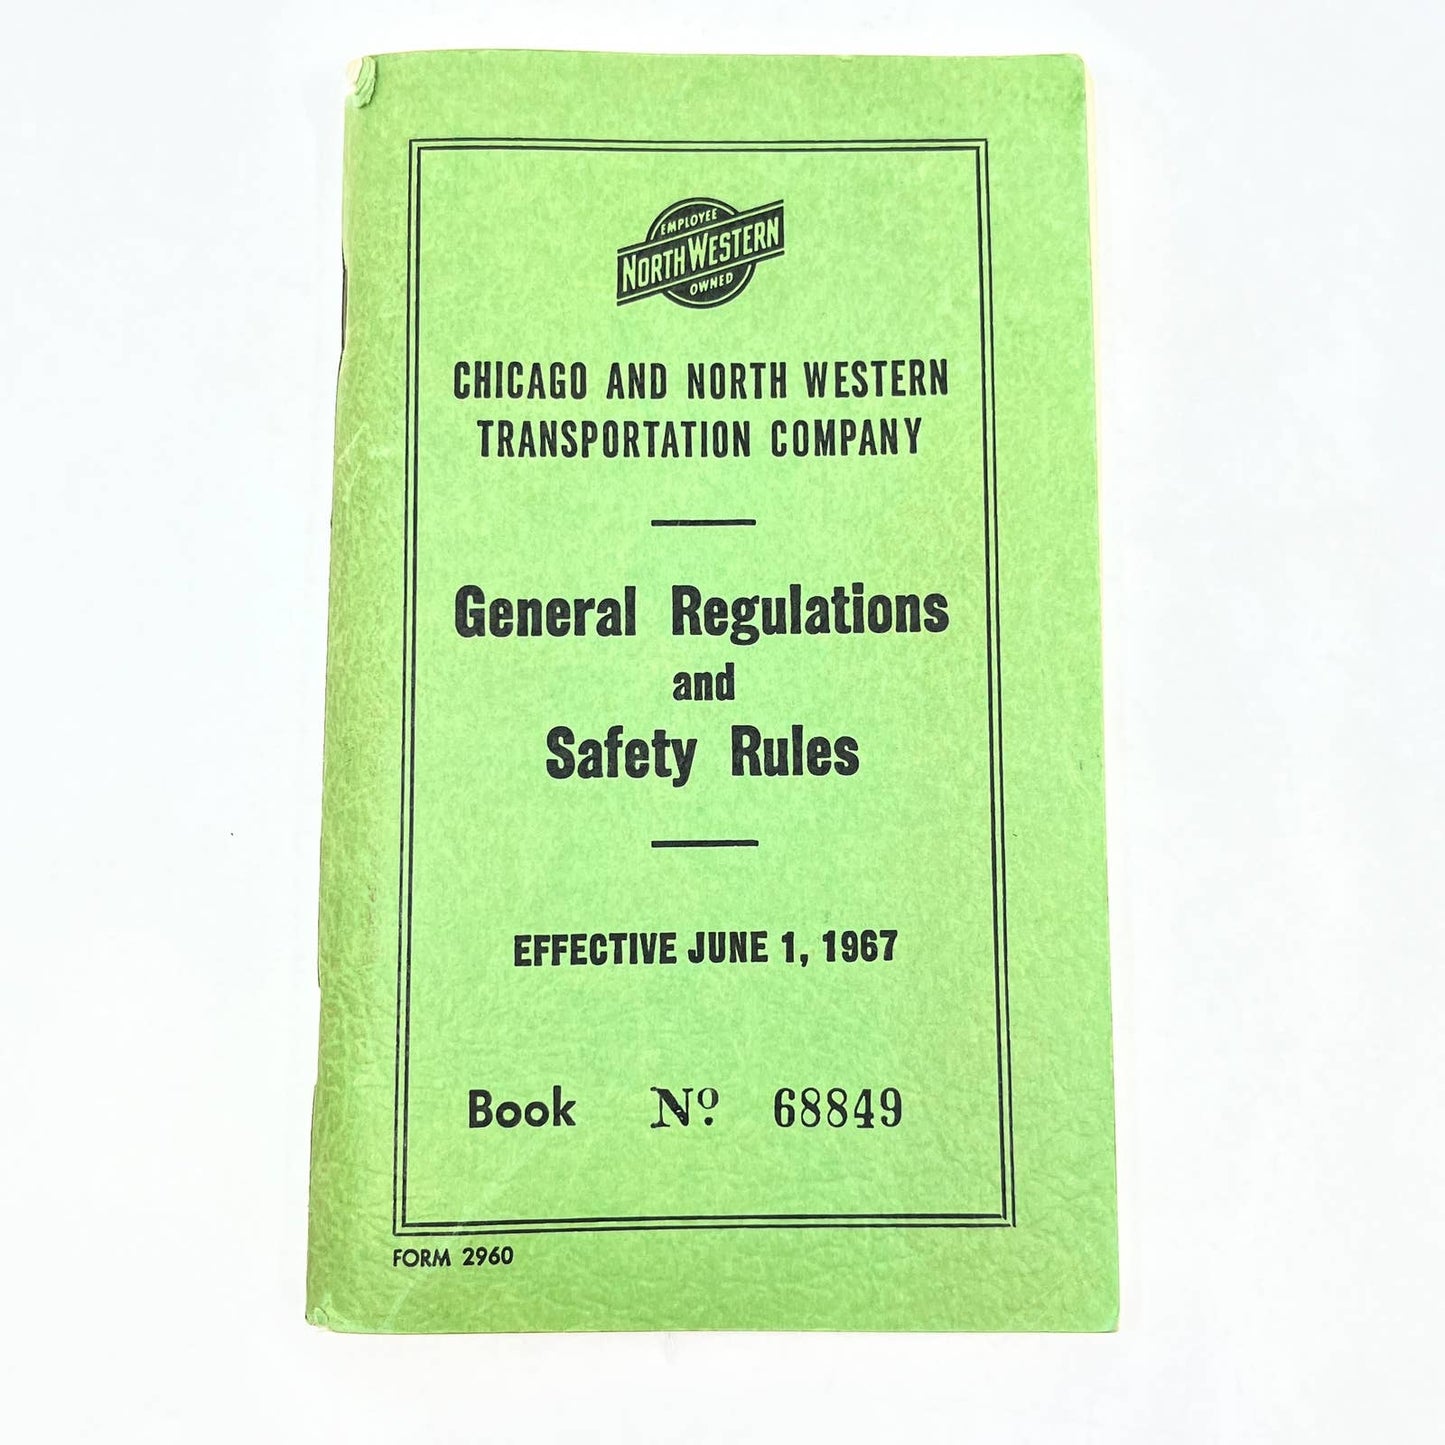 EMPLOYEE
NORTH WESTERN
OWNED
CHICAGO AND NORTH WESTERN
TRANSPORTATION COMPANY
General Regulations
and
Safety Rules
EFFECTIVE JUNE 1, 1967
Book Nº 68849
FORM 2960